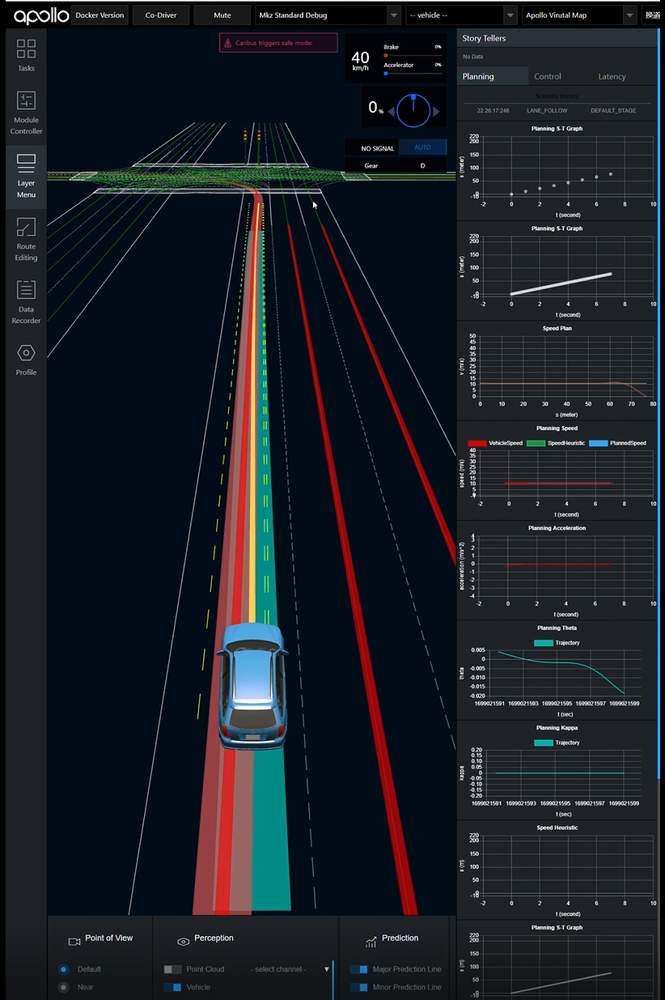 apollo Docker Version Co-Driver Mute Mkz Standard Debug -- vehicle -- Apollo Virutal Map 换道
Tasks
Module
Controller
Layer
Menu
Route
Editing
Data
Recorder
Profile
Canbus triggers safe mode:
40
km/h
Brake 0%
Accelerator 0%
0 %
NO SIGNAL AUTO
Gear D
Story Tellers
No Data
Planning Control Latency
Scenario History
22:26:17:246 LANE_FOLLOW DEFAULT_STAGE
Planning S-T Graph
s (meter)
220
200
150
100
50
0
-10
-2 0 2 4 6 8 10
t (second)
Planning S-T Graph
s (meter)
220
200
150
100
50
0
-10
-2 0 2 4 6 8 10
t (second)
Speed Plan
v (m/s)
50
45
40
35
30
25
20
15
10
5
0
0 10 20 30 40 50 60 70 80
s (meter)
Planning Speed
VehicleSpeed SpeedHeuristic PlannedSpeed
speed (m/s)
40
35
30
25
20
15
10
5
-2 0 2 4 6 8 10
t (second)
Planning Acceleration
acceleration (m/s^2)
4
3
2
1
0
-1
-2
-3
-4
-2 0 2 4 6 8 10
t (second)
Planning Theta
Trajectory
theta
0.005
0
-0.005
-0.010
-0.015
-0.020
1699021591 1699021593 1699021595 1699021597 1699021599
t (sec)
Planning Kappa
Trajectory
kappa
0.20
0.15
0.10
0.05
0
-0.05
-0.10
-0.15
-0.20
1699021591 1699021593 1699021595 1699021597 1699021599
t (sec)
Speed Heuristic
s (m)
220
200
150
100
50
0
-10
-2 0 2 4 6 8 10
t (second)
Planning S-T Graph
s (m)
220
200
150
100
50
0
-10
Point of View
Default
Near
Perception
Point Cloud - select channel -
Vehicle
Prediction
Major Prediction Line
Minor Prediction Line